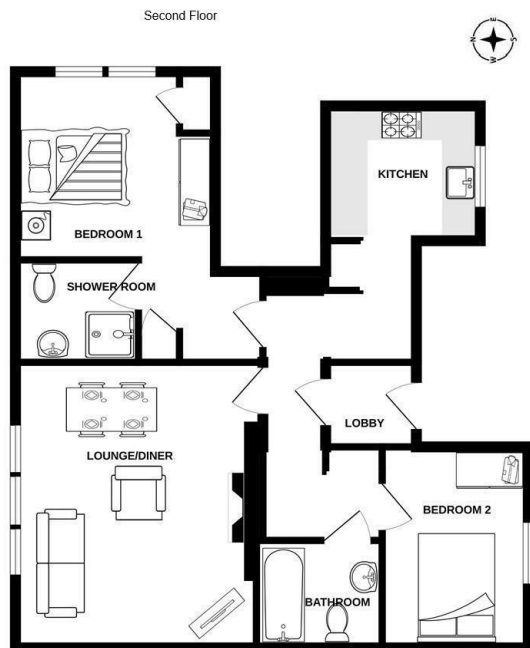 Second Floor
E
N
S
W
KITCHEN
BEDROOM 1
SHOWER ROOM
LOBBY
LOUNGE/DINER
BEDROOM 2
BATHROOM